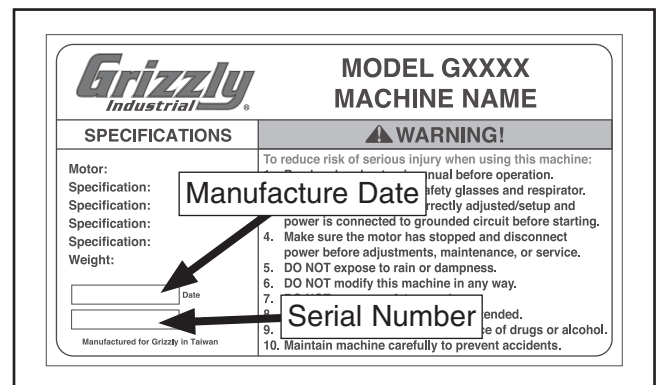 Grizzly
Industrial®
MODEL GXXXX
MACHINE NAME
SPECIFICATIONS
WARNING!
Motor:
Specification:
Specification:
Specification:
Specification:
Weight:
Date
Manufactured for Grizzly in Taiwan
To reduce risk of serious injury when using this machine:
before operation.
glasses and respirator.
adjusted/setup and
power is connected to grounded circuit before starting.
4. Make sure the motor has stopped and disconnect
power before adjustments, maintenance, or service.
5. DO NOT expose to rain or dampness.
6. DO NOT modify this machine in any way.
7.
9. of drugs or alcohol.
10. Maintain machine carefully to prevent accidents.
Manufacture Date
Serial Number